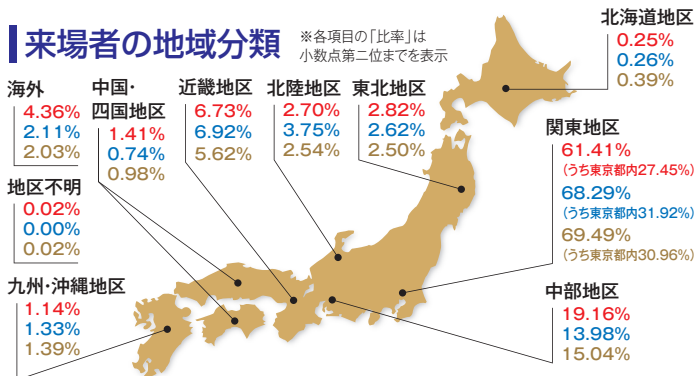 来場者の地域分類
※各項目の「比率」は
小数点第二位までを表示
北海道地区
0.25%
0.26%
0.39%
海外
4.36%
2.11%
2.03%
中国・
四国地区
1.41%
0.74%
0.98%
近畿地区
6.73%
6.92%
5.62%
北陸地区
2.70%
3.75%
2.54%
東北地区
2.82%
2.62%
2.50%
関東地区
61.41%
(うち東京都内27.45%)
68.29%
(うち東京都内31.92%)
69.49%
(うち東京都内30.96%)
地区不明
0.02%
0.00%
0.02%
九州・沖縄地区
1.14%
1.33%
1.39%
中部地区
19.16%
13.98%
15.04%